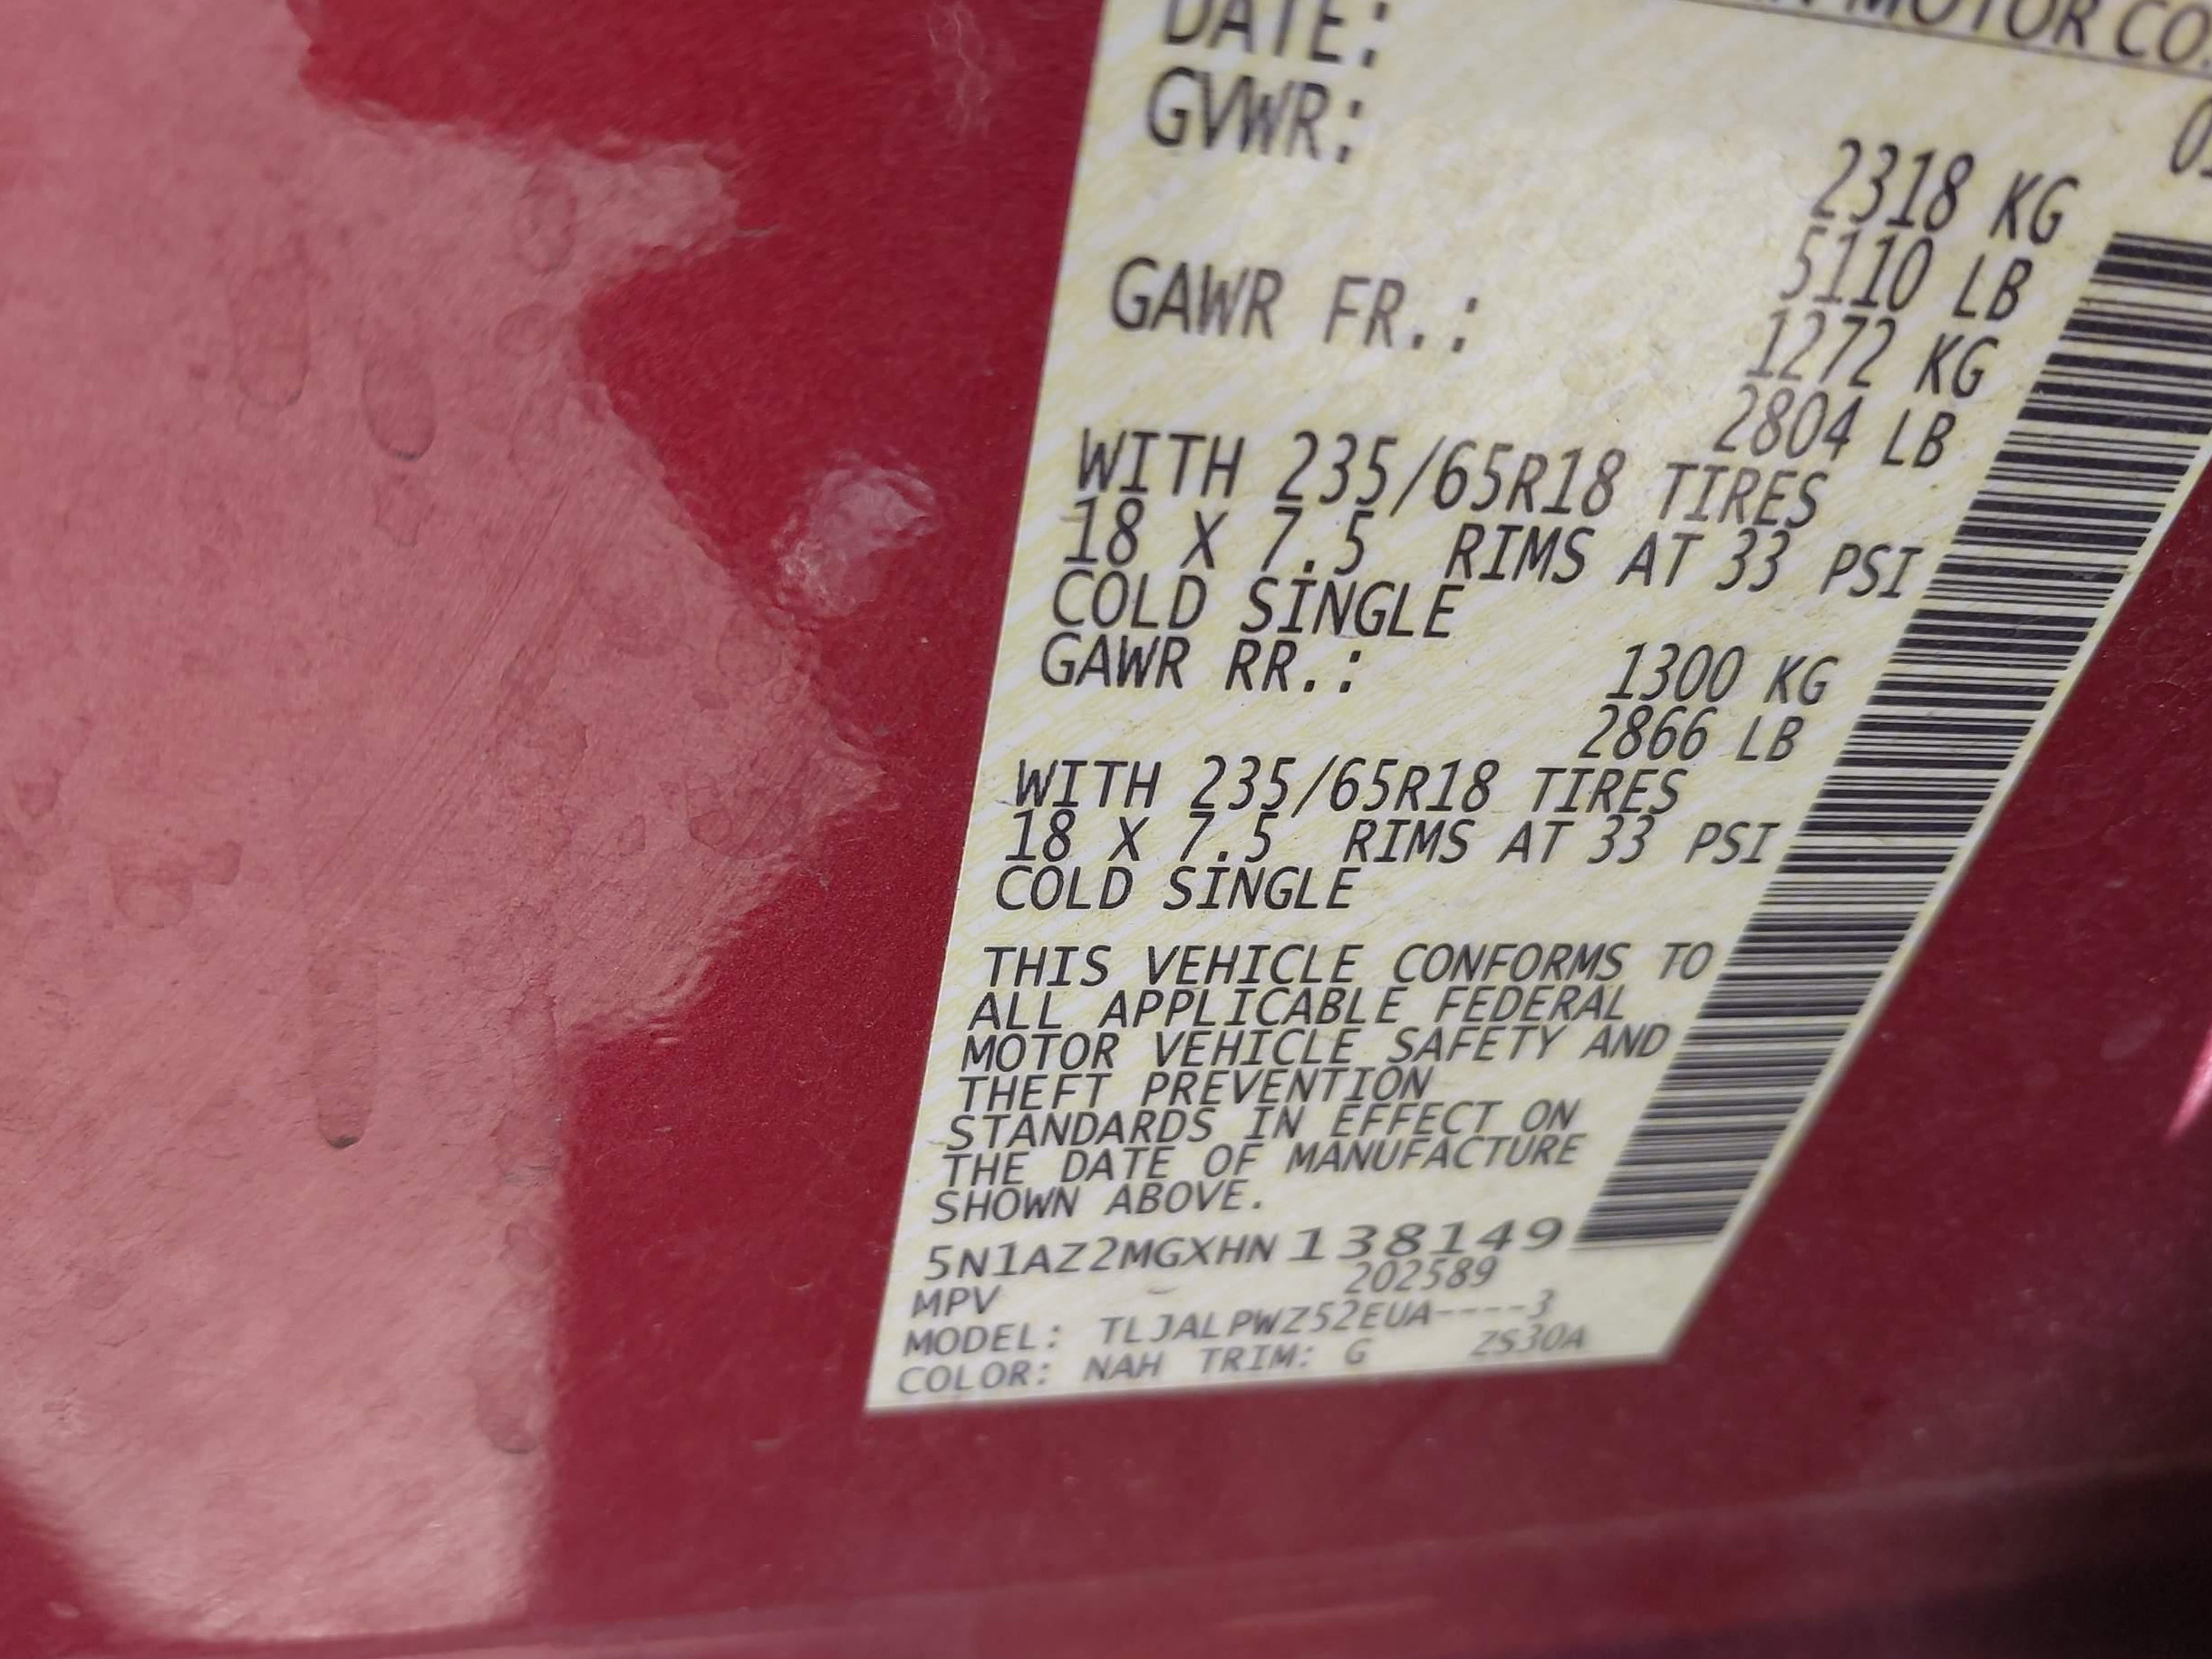 MOTOR CO.
DATE:
GVWR: 2318 KG
5110 LB
GAWR FR.: 1272 KG
2804 LB
WITH 235/65R18 TIRES
18 X 7.5 RIMS AT 33 PSI
COLD SINGLE
GAWR RR.: 1300 KG
2866 LB
WITH 235/65R18 TIRES
18 X 7.5 RIMS AT 33 PSI
COLD SINGLE
THIS VEHICLE CONFORMS TO
ALL APPLICABLE FEDERAL
MOTOR VEHICLE SAFETY AND
THEFT PREVENTION
STANDARDS IN EFFECT ON
THE DATE OF MANUFACTURE
SHOWN ABOVE.
5N1AZ2MGXHN138149
MPV 202589
MODEL: TLJALPWZ52EUA----3
COLOR: NAH TRIM: G ZS30A